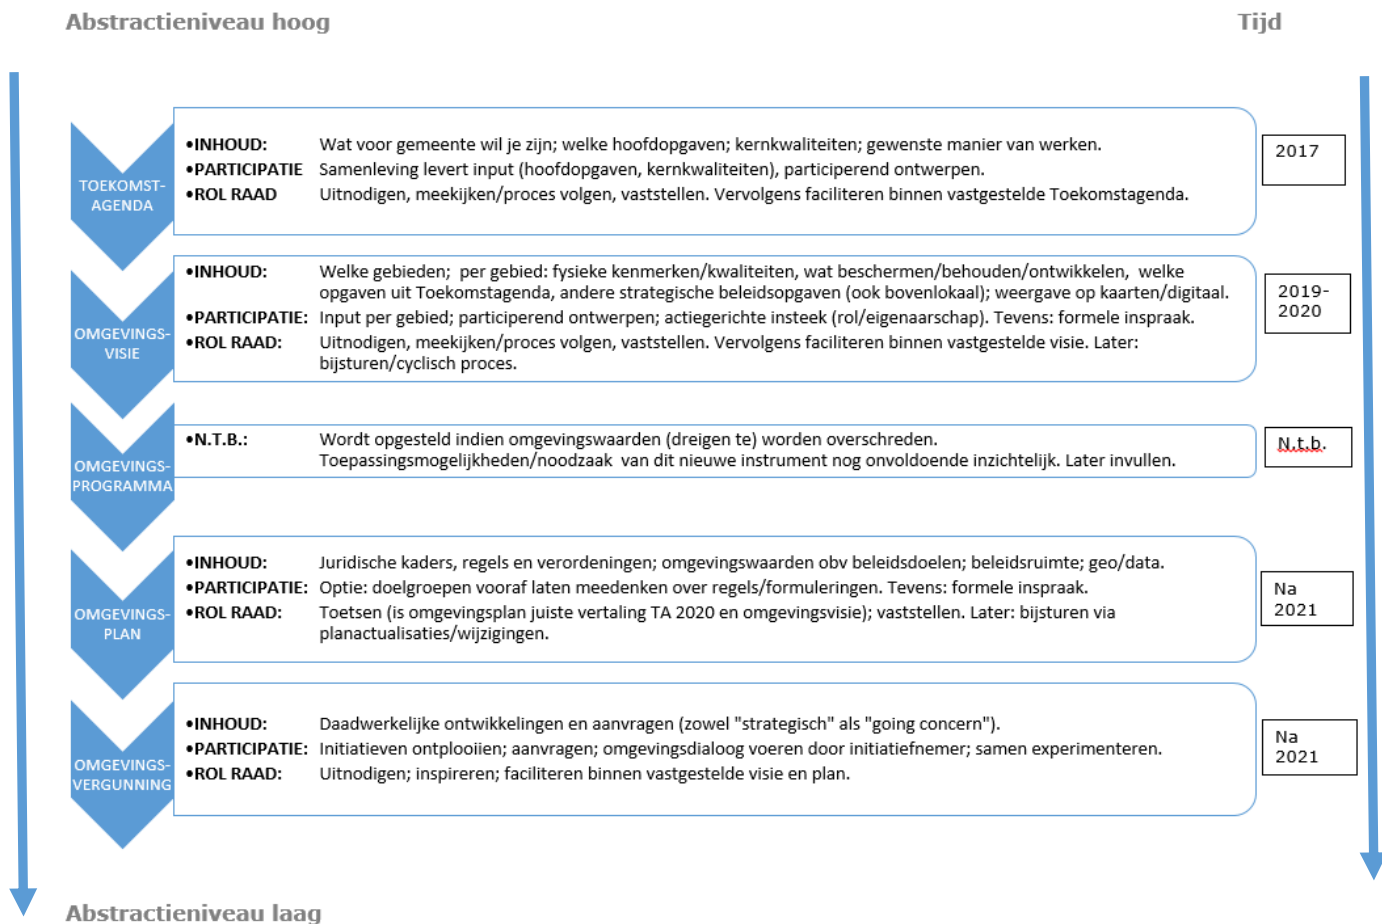 Abstractieniveau hoog
Tijd
TOEKOMST-
AGENDA
•INHOUD: Wat voor gemeente wil je zijn; welke hoofdopgaven; kernkwaliteiten; gewenste manier van werken.
•PARTICIPATIE Samenleving levert input (hoofdopgaven, kernkwaliteiten), participerend ontwerpen.
•ROL RAAD Uitnodigen, meekijken/proces volgen, vaststellen. Vervolgens faciliteren binnen vastgestelde Toekomstagenda.
2017
OMGEVINGS-
VISIE
•INHOUD: Welke gebieden; per gebied: fysieke kenmerken/kwaliteiten, wat beschermen/behouden/ontwikkelen, welke
opgaven uit Toekomstagenda, andere strategische beleidsopgaven (ook bovenlokaal); weergave op kaarten/digitaal.
•PARTICIPATIE: Input per gebied; participerend ontwerpen; actiegerichte insteek (rol/eigenaarschap). Tevens: formele inspraak.
•ROL RAAD: Uitnodigen, meekijken/proces volgen, vaststellen. Vervolgens faciliteren binnen vastgestelde visie. Later:
bijsturen/cyclisch proces.
2019-
2020
OMGEVINGS-
PROGRAMMA
•N.T.B.: Wordt opgesteld indien omgevingswaarden (dreigen te) worden overschreden.
Toepassingsmogelijkheden/noodzaak van dit nieuwe instrument nog onvoldoende inzichtelijk. Later invullen.
N.t.b.
OMGEVINGS-
PLAN
•INHOUD: Juridische kaders, regels en verordeningen; omgevingswaarden obv beleidsdoelen; beleidsruimte; geo/data.
•PARTICIPATIE: Optie: doelgroepen vooraf laten meedenken over regels/formuleringen. Tevens: formele inspraak.
•ROL RAAD: Toetsen (is omgevingsplan juiste vertaling TA 2020 en omgevingsvisie); vaststellen. Later: bijsturen via
planactualisaties/wijzigingen.
Na
2021
OMGEVINGS-
VERGUNNING
•INHOUD: Daadwerkelijke ontwikkelingen en aanvragen (zowel "strategisch" als "going concern").
•PARTICIPATIE: Initiatieven ontplooiien; aanvragen; omgevingsdialoog voeren door initiatiefnemer; samen experimenteren.
•ROL RAAD: Uitnodigen; inspireren; faciliteren binnen vastgestelde visie en plan.
Na
2021
Abstractieniveau laag